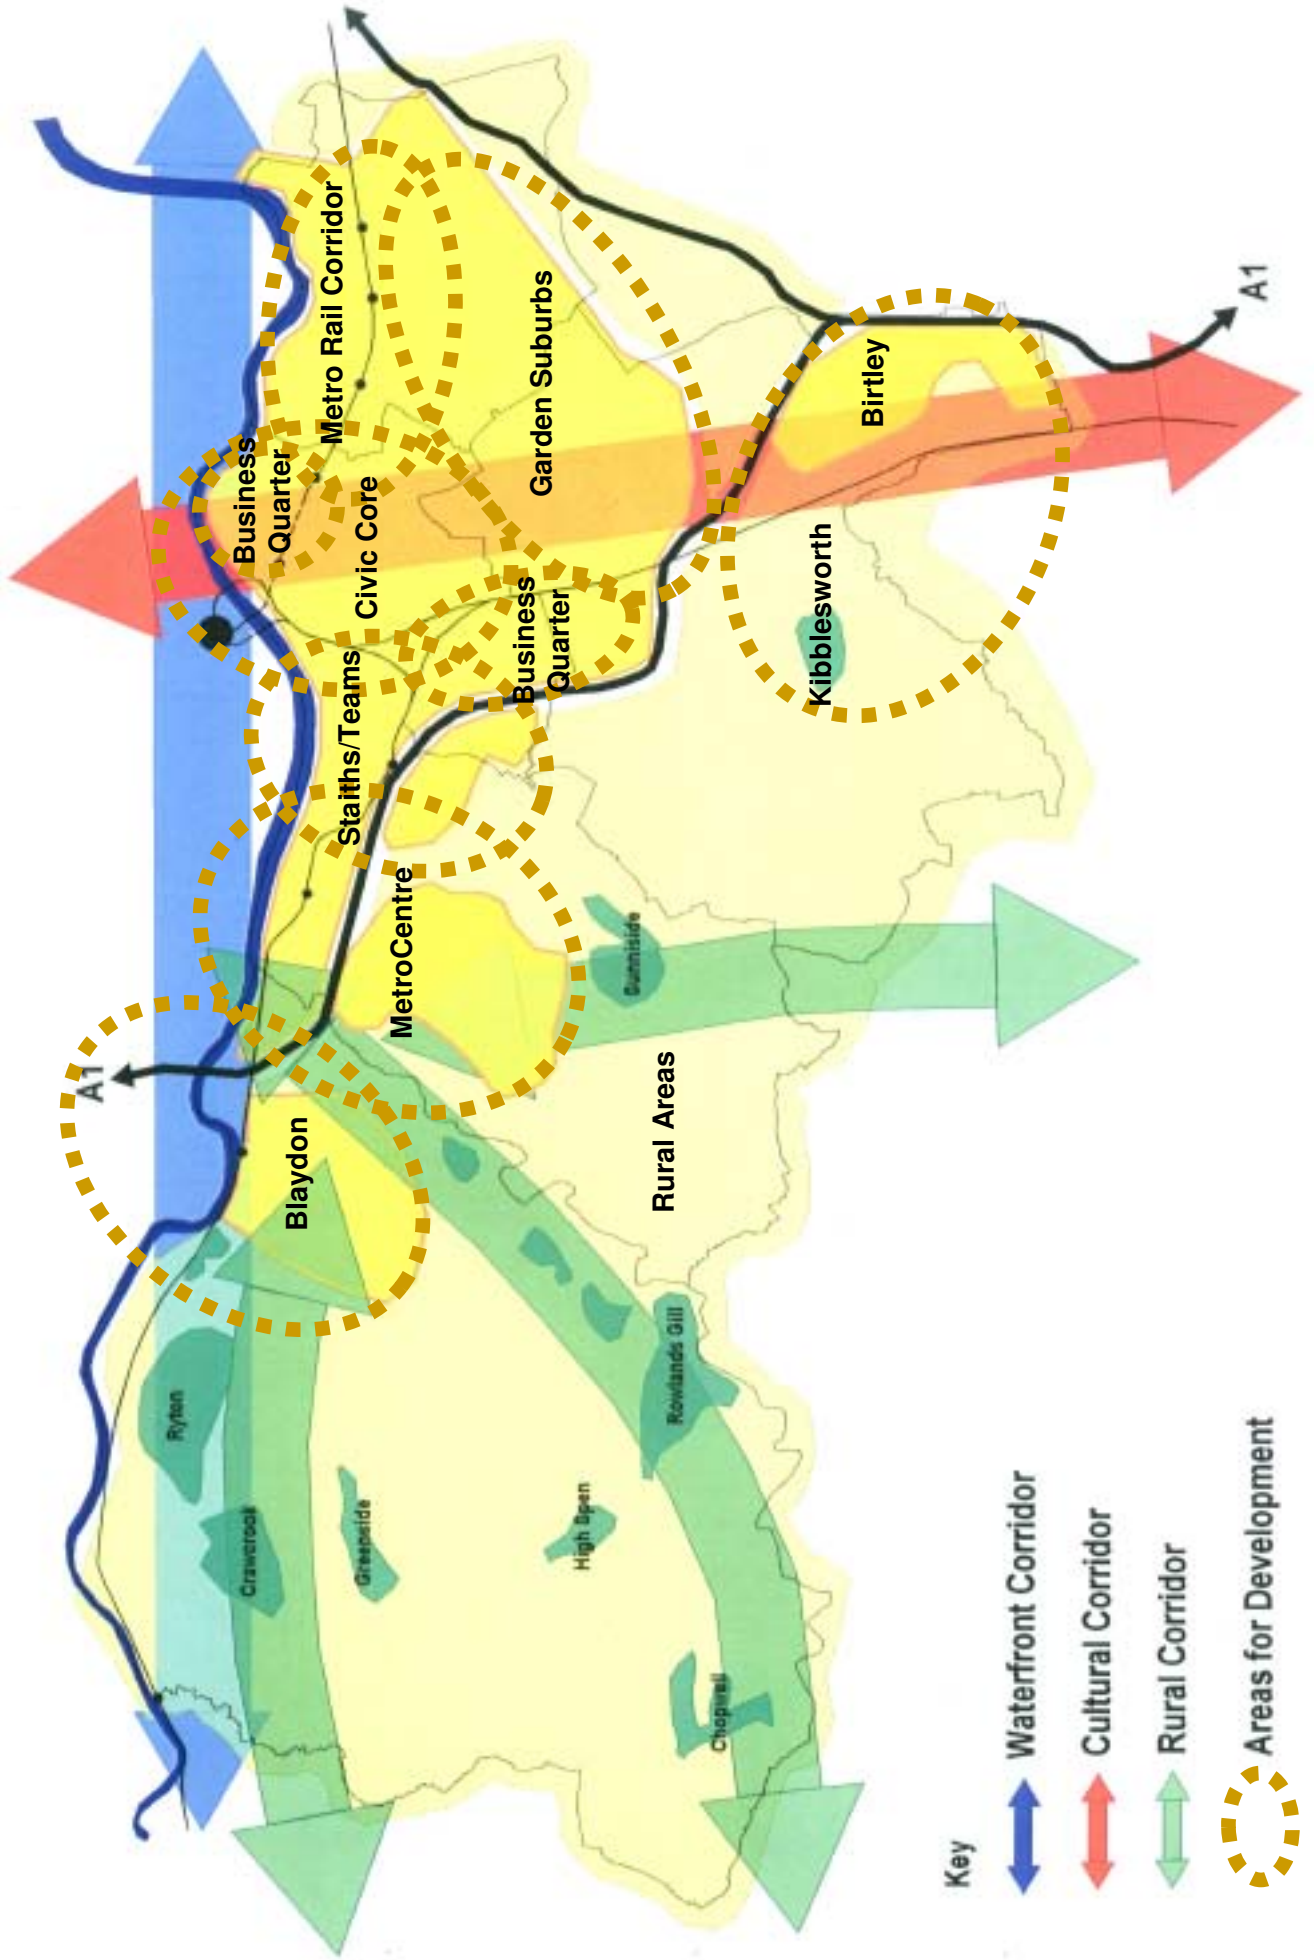 A1
Ryton
Crawcrook
Greenside
High Spen
Chopwell
Rowlands Gill
Sunniside
Blaydon
MetroCentre
Rural Areas
Staiths/Teams
Business
Quarter
Civic Core
Business
Quarter
Metro Rail Corridor
Garden Suburbs
Kibblesworth
Birtley
A1
Key
Waterfront Corridor
Cultural Corridor
Rural Corridor
Areas for Development